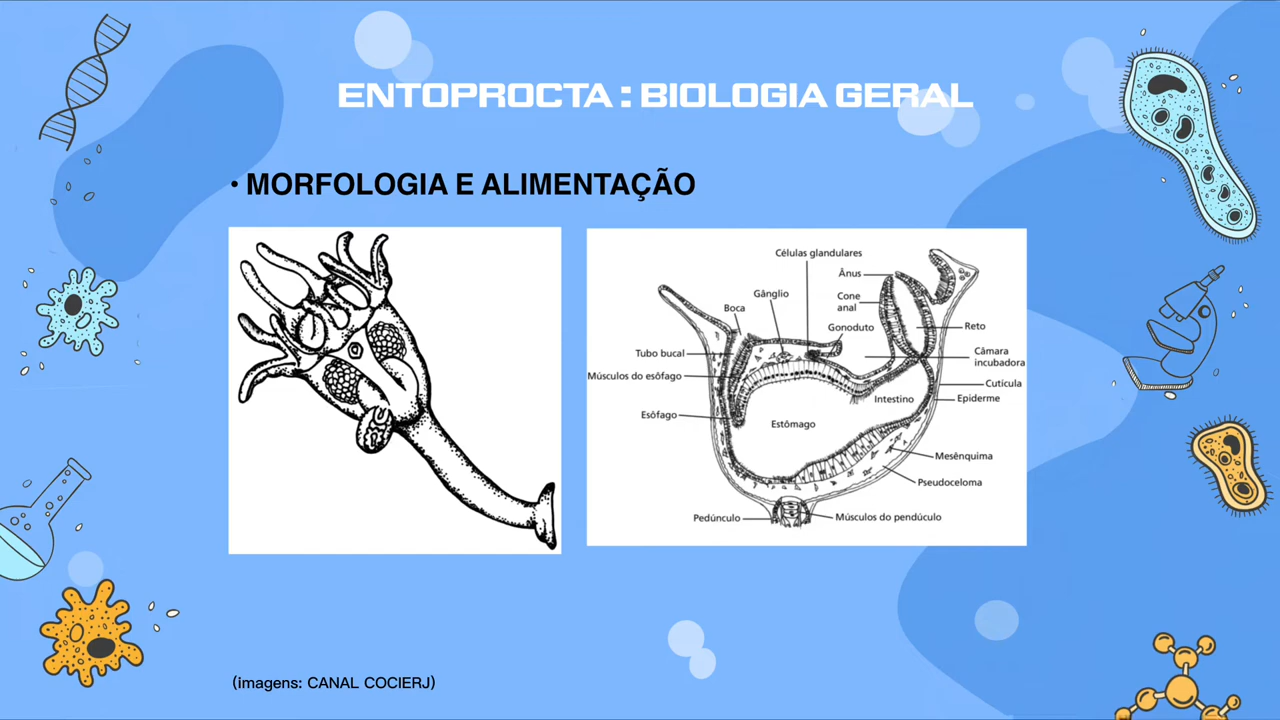 ENTOPROCTA : BIOLOGIA GERAL
• MORFOLOGIA E ALIMENTAÇÃO
Células glandulares
Ânus
Gânglio
Cone
anal
Boca
Gonoduto
Reto
Tubo bucal
Câmara
incubadora
Músculos do esôfago
Cutícula
Intestino
Epiderme
Esôfago
Estômago
Mesênquima
Pseudoceloma
Pedúnculo
Músculos do pendúculo
(imagens: CANAL COCIERJ)